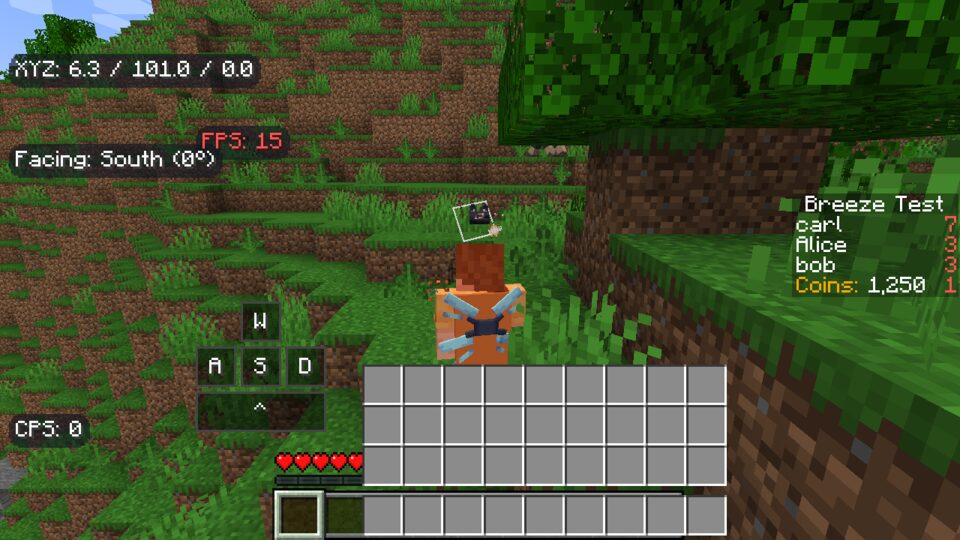 XYZ: 6.3 / 101.0 / 0.0
FPS: 15
Facing: South (0°)
Breeze Test
carl 7
Alice 3
bob 3
Coins: 1,250 1
W
A S D
^
CPS: 0